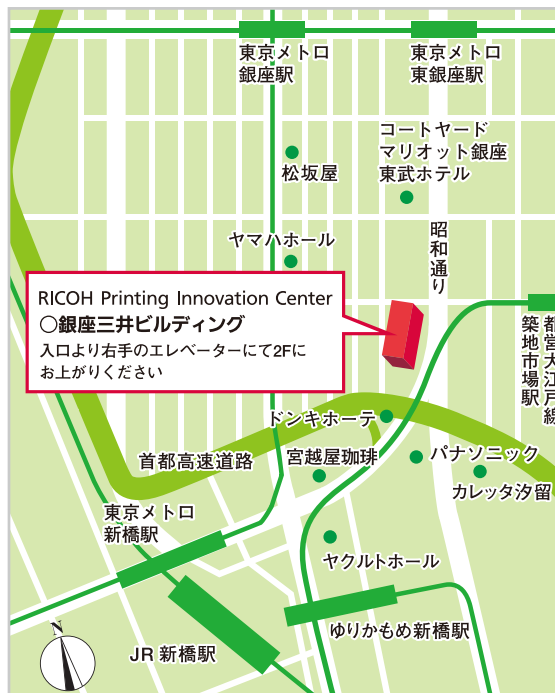 東京メトロ
銀座駅
東京メトロ
東銀座駅
コートヤード
マリオット銀座
東武ホテル
松坂屋
昭和通り
ヤマハホール
RICOH Printing Innovation Center
○銀座三井ビルディング
入口より右手のエレベーターにて2Fに
お上がりください
都営大江戸線
築地市場駅
ドンキホーテ
首都高速道路
宮越屋珈琲
パナソニック
カレッタ汐留
東京メトロ
新橋駅
ヤクルトホール
ゆりかもめ新橋駅
JR 新橋駅
N